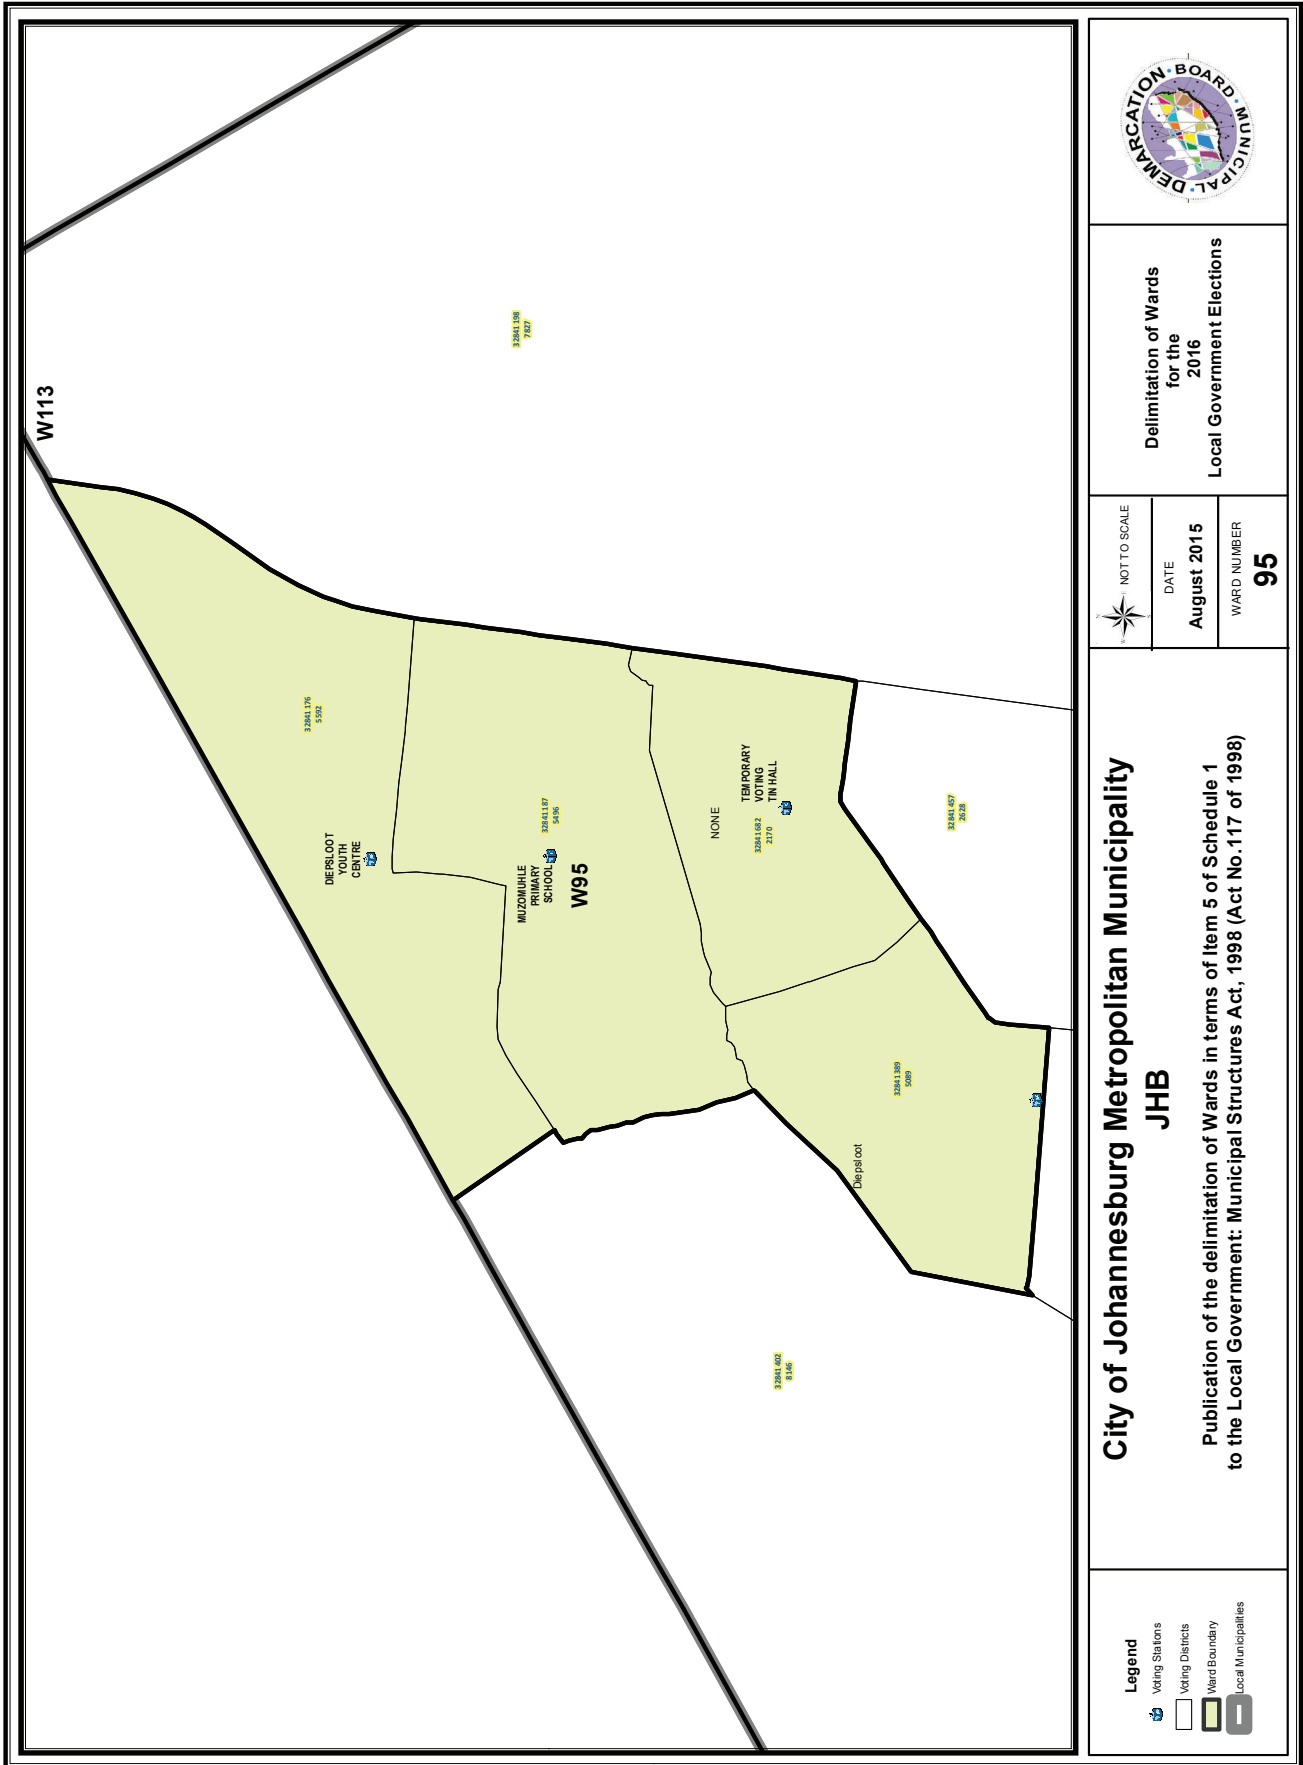 W113
32841198
7827
32841176
5592
DIEPSLOOT
YOUTH
CENTRE
32841187
5496
MUZOMUHLE
PRIMARY
SCHOOL
W95
NONE
TEMPORARY
VOTING
TIN HALL
32841682
2170
32841457
2628
32841389
5089
Diepsloot
32841402
8146
City of Johannesburg Metropolitan Municipality
JHB
Publication of the delimitation of Wards in terms of Item 5 of Schedule 1
to the Local Government: Municipal Structures Act, 1998 (Act No.117 of 1998)
Legend
Voting Stations
Voting Districts
Ward Boundary
Local Municipalities
NOT TO SCALE
DATE
August 2015
WARD NUMBER
95
Delimitation of Wards
for the
2016
Local Government Elections
MUNICIPAL · DEMARCATION · BOARD ·